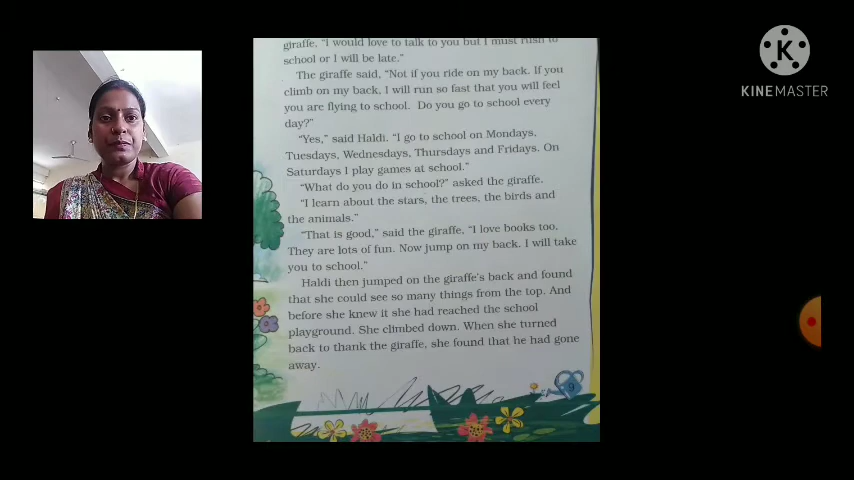 giraffe, "I would love to talk to you but I must rush to
school or I will be late."
The giraffe said, "Not if you ride on my back. If you
climb on my back, I will run so fast that you will feel
you are flying to school. Do you go to school every
day?"
"Yes," said Haldi. "I go to school on Mondays,
Tuesdays, Wednesdays, Thursdays and Fridays. On
Saturdays I play games at school."
"What do you do in school?" asked the giraffe.
"I learn about the stars, the trees, the birds and
the animals."
"That is good," said the giraffe, "I love books too.
They are lots of fun. Now jump on my back. I will take
you to school."
Haldi then jumped on the giraffe's back and found
that she could see so many things from the top. And
before she knew it she had reached the school
playground. She climbed down. When she turned
back to thank the giraffe, she found that he had gone
away.
9
K
KINEMASTER